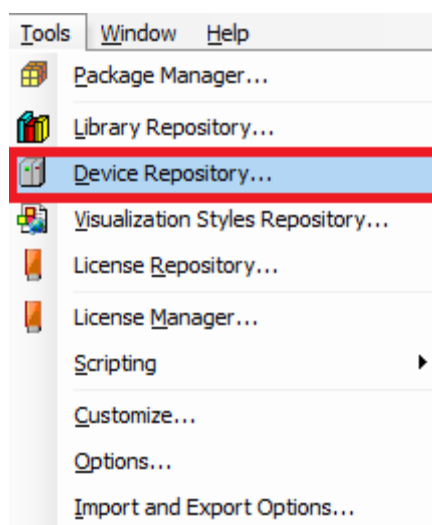 Tools Window Help
Package Manager...
Library Repository...
Device Repository...
Visualization Styles Repository...
License Repository...
License Manager...
Scripting
Customize...
Options...
Import and Export Options...